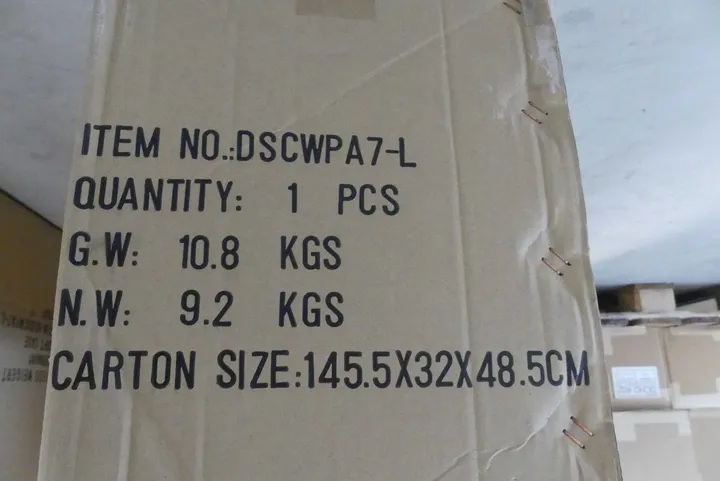 ITEM NO.:DSCWPA7-L
QUANTITY: 1 PCS
G.W: 10.8 KGS
N.W: 9.2 KGS
CARTON SIZE:145.5X32X48.5CM